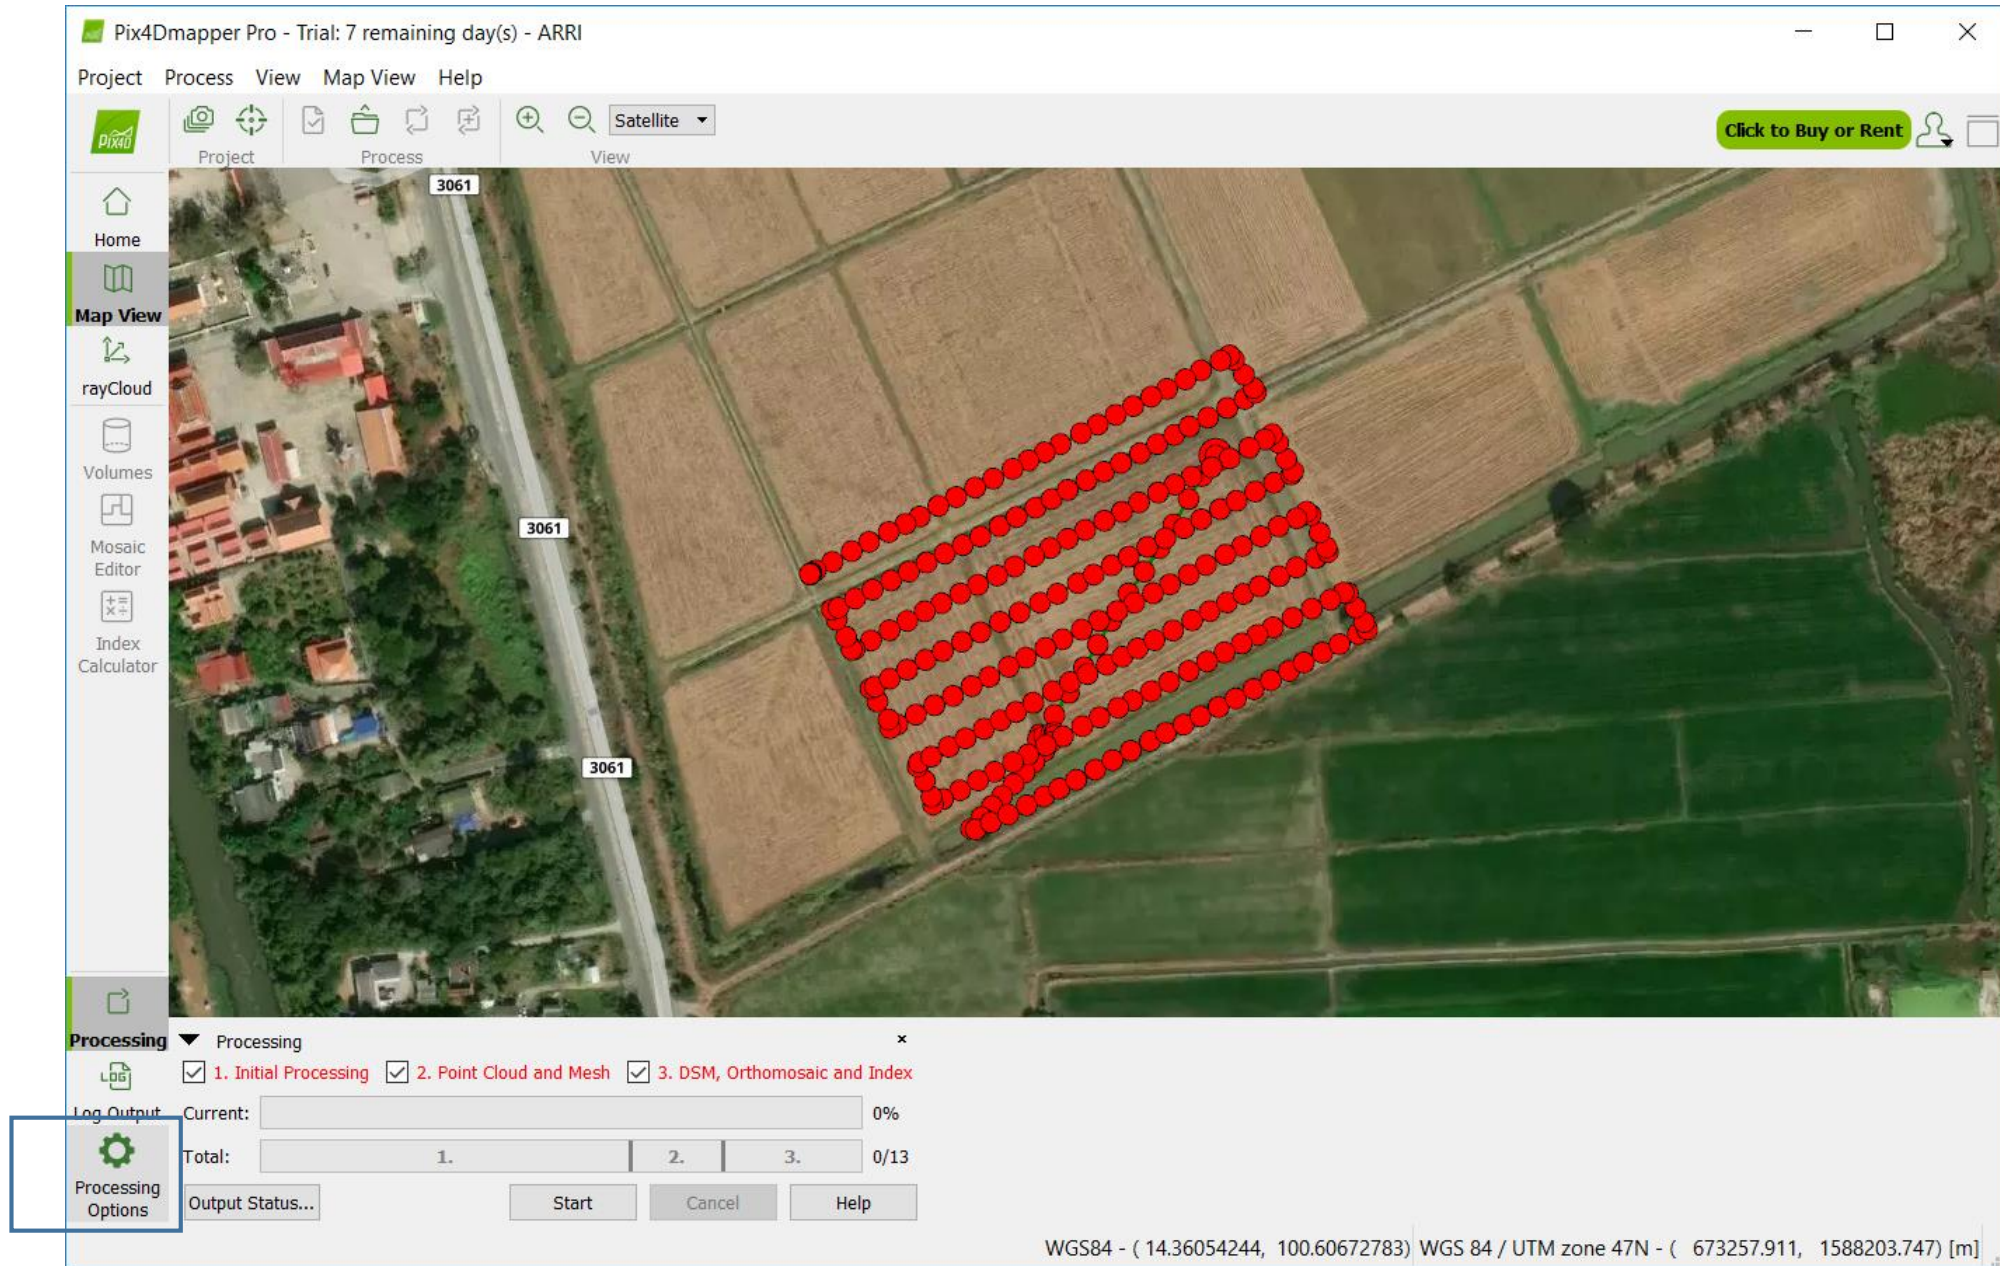 Pix4Dmapper Pro - Trial: 7 remaining day(s) - ARRI
Project Process View Map View Help
PIX4D
Satellite
Click to Buy or Rent
Project Process View
Home
Map View
rayCloud
Volumes
Mosaic
Editor
Index
Calculator
3061
3061
3061
Processing
LOG
Log Output
Processing
Options
Processing
1. Initial Processing 2. Point Cloud and Mesh 3. DSM, Orthomosaic and Index
Current: 0%
Total: 1. 2. 3. 0/13
Output Status... Start Cancel Help
WGS84 - ( 14.36054244, 100.60672783) WGS 84 / UTM zone 47N - ( 673257.911, 1588203.747) [m]